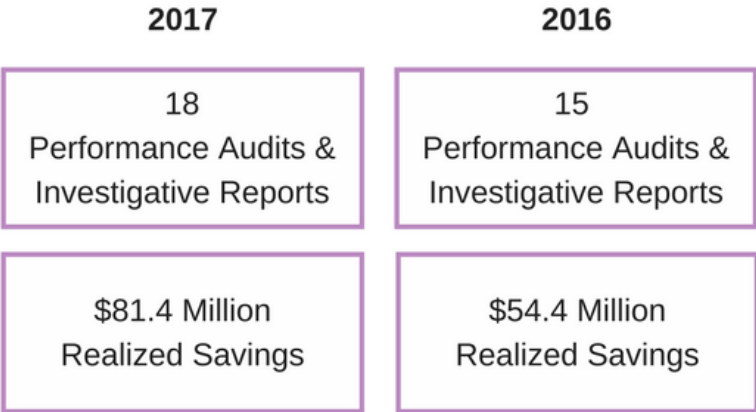 2017
18
Performance Audits &
Investigative Reports
$81.4 Million
Realized Savings
2016
15
Performance Audits &
Investigative Reports
$54.4 Million
Realized Savings